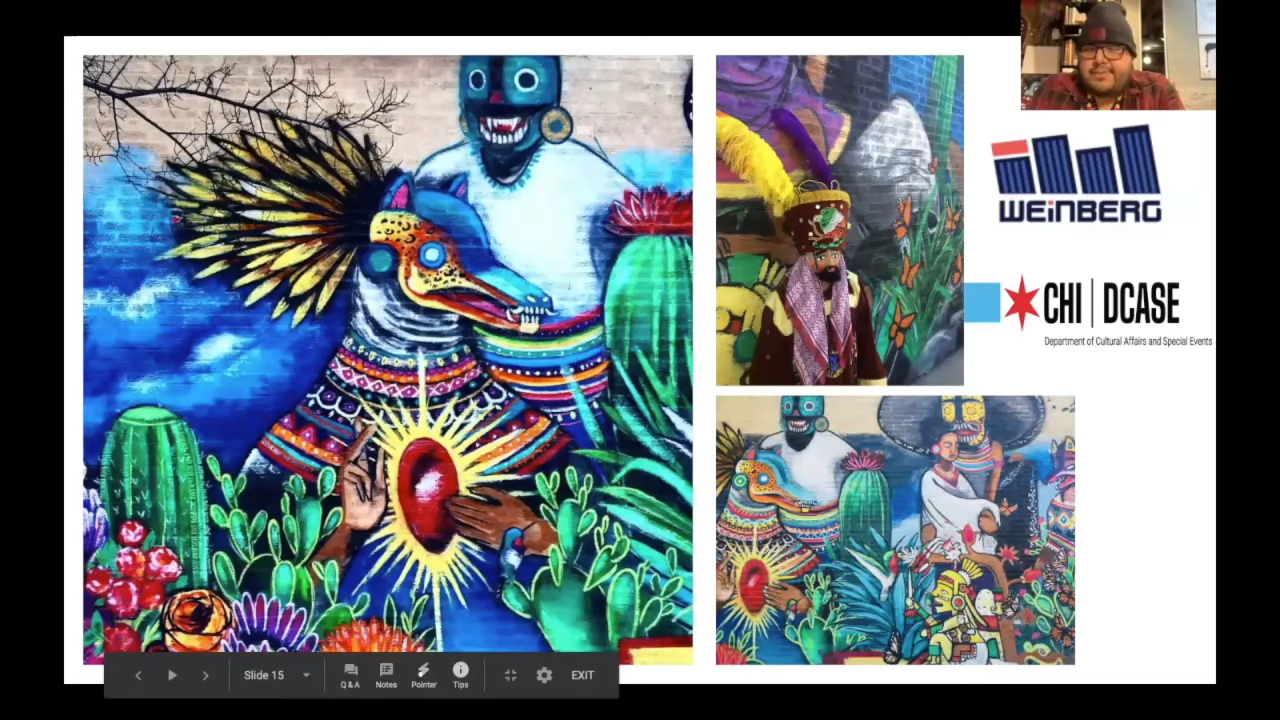 WEINBERG
CHI | DCASE
Department of Cultural Affairs and Special Events
Slide 15
Q & A
Notes
Pointer
Tips
EXIT